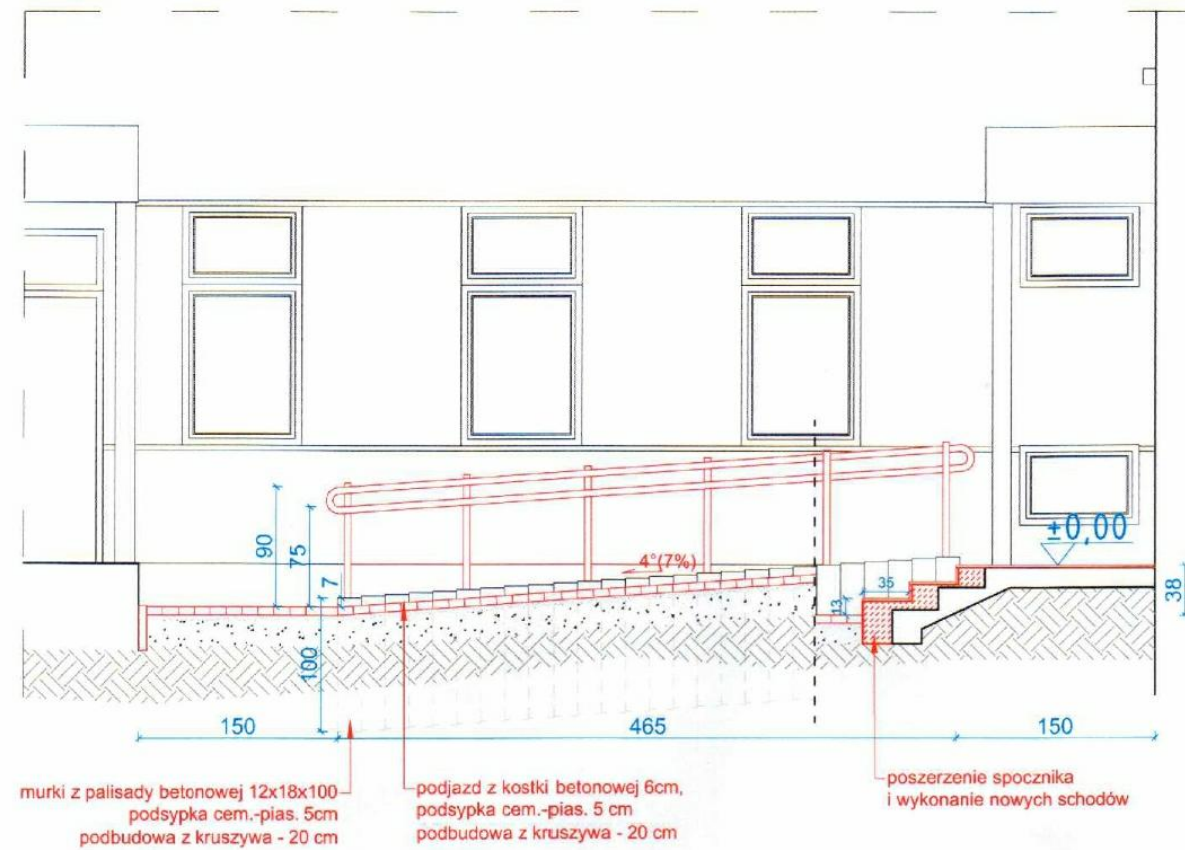 ±0,00
90
75
7
4°(7%)
35
13
38
100
150
465
150
murki z palisady betonowej 12x18x100
podsypka cem.-pias. 5cm
podbudowa z kruszywa - 20 cm
podjazd z kostki betonowej 6cm,
podsypka cem.-pias. 5 cm
podbudowa z kruszywa - 20 cm
poszerzenie spocznika
i wykonanie nowych schodów